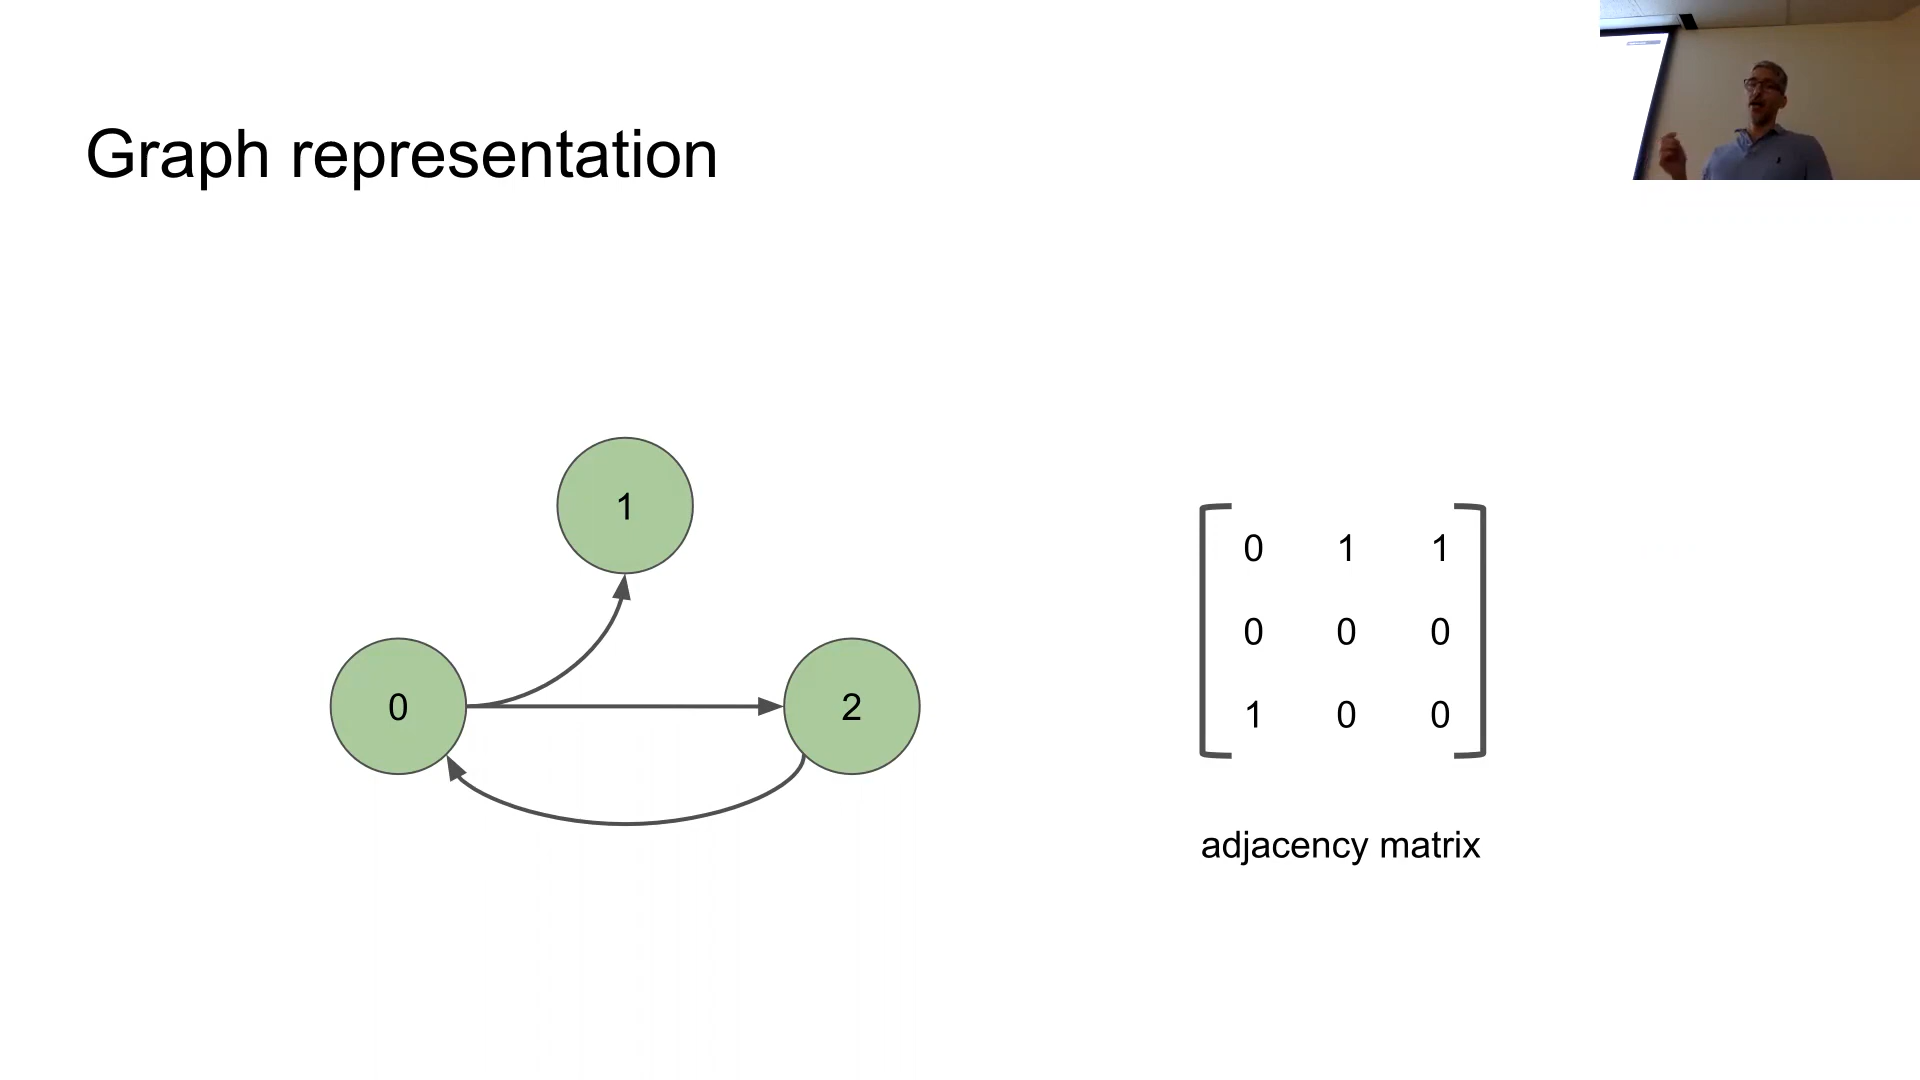 Graph representation
1
0
2
0 1 1
0 0 0
1 0 0
adjacency matrix